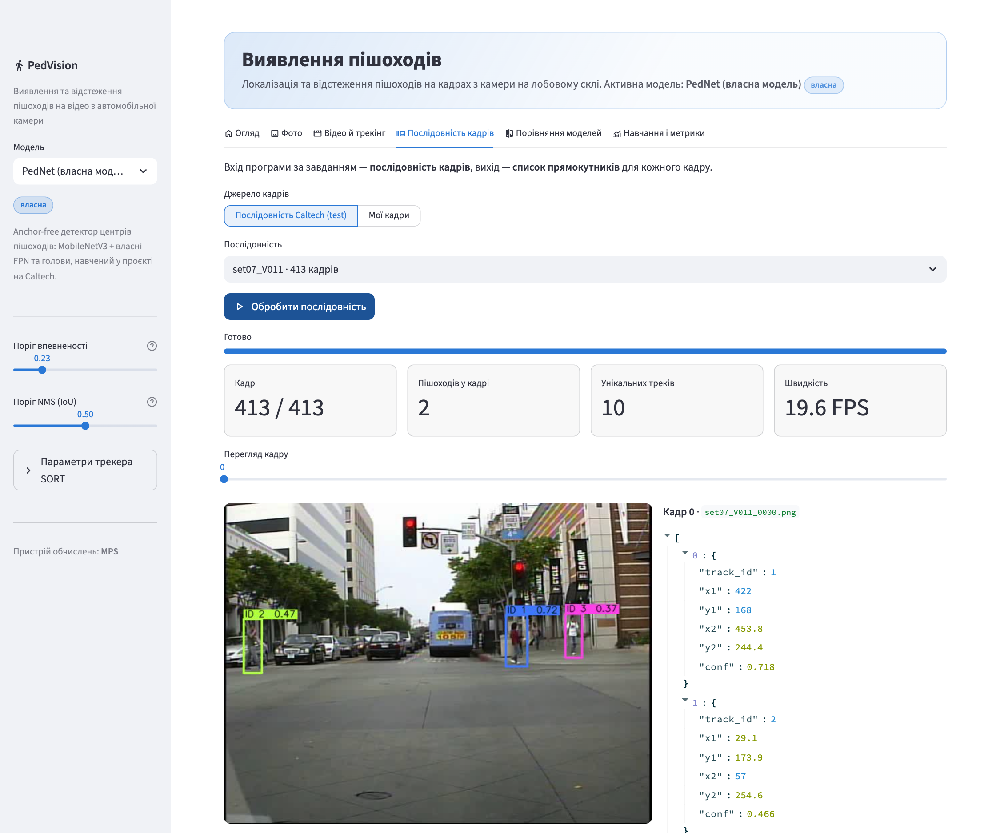 PedVision
Виявлення та відстеження
пішоходів на відео з автомобільної
камери
Модель
PedNet (власна мод…
власна
Anchor-free детектор центрів
пішоходів: MobileNetV3 + власні
FPN та голови, навчений у проєкті
на Caltech.
Поріг впевненості
0.23
Поріг NMS (IoU)
0.50
Параметри трекера
SORT
Пристрій обчислень: MPS
Виявлення пішоходів
Локалізація та відстеження пішоходів на кадрах з камери на лобовому склі. Активна модель: PedNet (власна модель) власна
Огляд Фото Відео й трекінг Послідовність кадрів Порівняння моделей Навчання і метрики
Вхід програми за завданням — послідовність кадрів, вихід — список прямокутників для кожного кадру.
Джерело кадрів
Послідовність Caltech (test) Мої кадри
Послідовність
set07_V011 · 413 кадрів
Обробити послідовність
Готово
Кадр
413 / 413
Пішоходів у кадрі
2
Унікальних треків
10
Швидкість
19.6 FPS
Перегляд кадру
0
ID 2 0.47
ID 1 0.72
ID 3 0.37
CYCLE
CAMP
Кадр 0 · set07_V011_0000.png
[
0 : {
"track_id" : 1
"x1" : 422
"y1" : 168
"x2" : 453.8
"y2" : 244.4
"conf" : 0.718
}
1 : {
"track_id" : 2
"x1" : 29.1
"y1" : 173.9
"x2" : 57
"y2" : 254.6
"conf" : 0.466
}